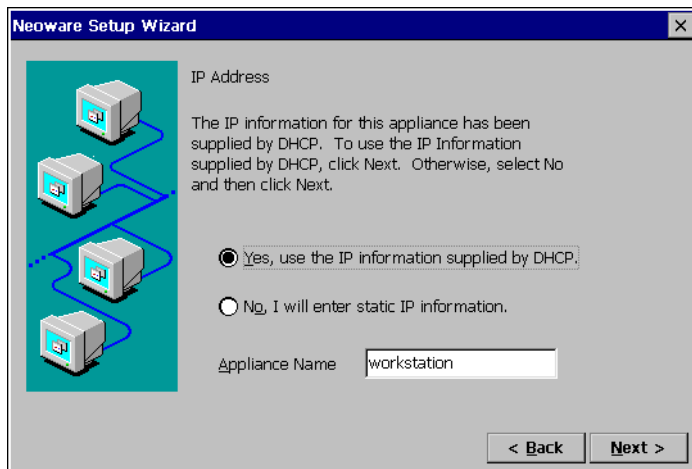 Neoware Setup Wizard
IP Address
The IP information for this appliance has been
supplied by DHCP.  To use the IP Information
supplied by DHCP, click Next.  Otherwise, select No
and then click Next.
Yes, use the IP information supplied by DHCP.
No, I will enter static IP information.
Appliance Name workstation
< Back Next >